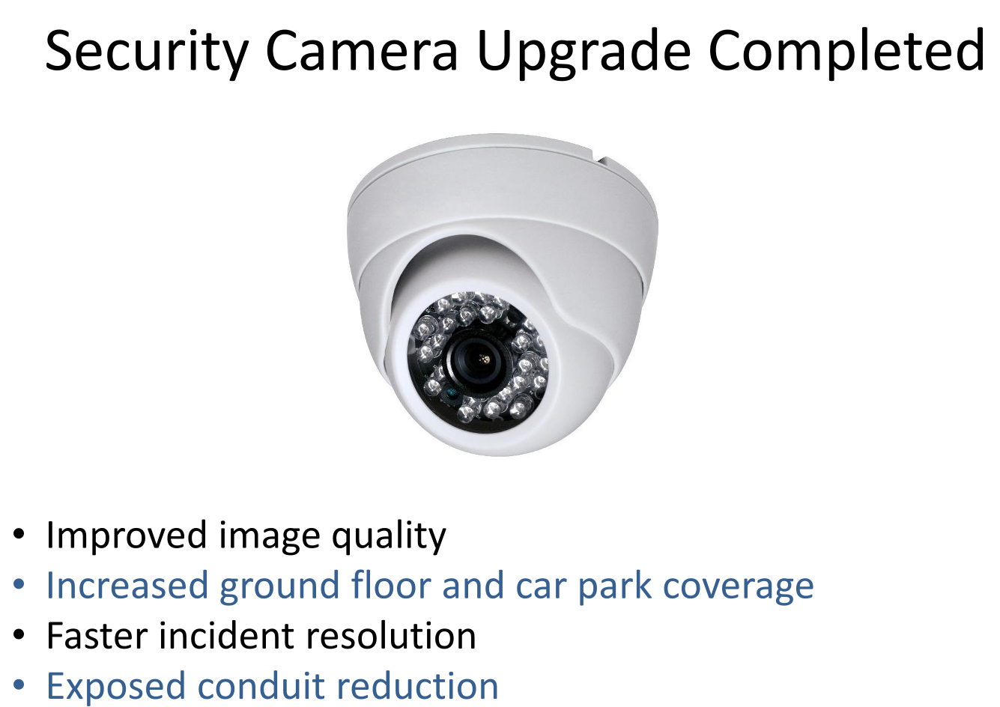 Security Camera Upgrade Completed
• Improved image quality
• Increased ground floor and car park coverage
• Faster incident resolution
• Exposed conduit reduction